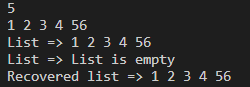 5
1 2 3 4 56
List => 1 2 3 4 56
List => List is empty
Recovered list => 1 2 3 4 56